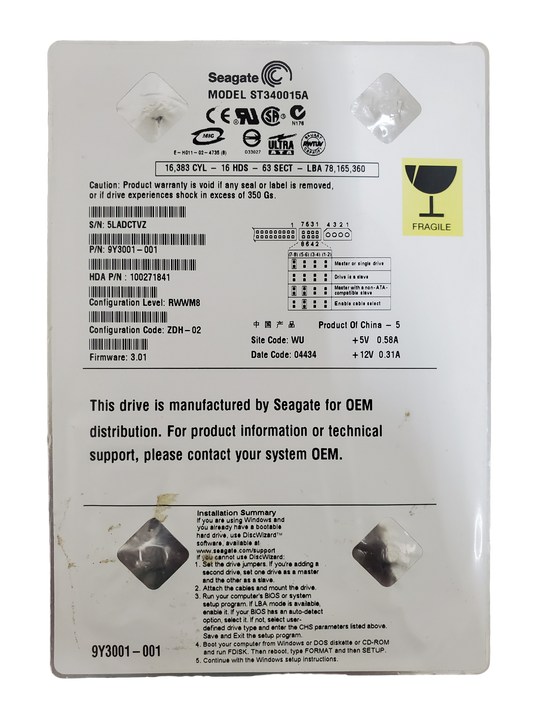 Seagate
MODEL ST340015A
N176
MIC
E-H011-02-4735 (B)
033027
ULTRA
ATA
16,383 CYL - 16 HDS - 63 SECT - LBA 78,165,360
Caution: Product warranty is void if any seal or label is removed,
or if drive experiences shock in excess of 350 Gs.
FRAGILE
S/N: 5LADCTVZ
P/N: 9Y3001-001
HDA P/N : 100271841
Configuration Level: RWWM8
Configuration Code: ZDH-02
Firmware: 3.01
1 7531 4321
8642
(7-8) (5-6) (3-4) (1-2)
Master or single drive
Drive is a slave
Master with a non-ATA-
compatible slave
Enable cable select
中国产品 Product Of China - 5
Site Code: WU +5V 0.58A
Date Code: 04434 +12V 0.31A
This drive is manufactured by Seagate for OEM
distribution. For product information or technical
support, please contact your system OEM.
Installation Summary
If you are using Windows and
you already have a bootable
hard drive, use DiscWizard™
software, available at
www.seagate.com/support
If you cannot use DiscWizard:
1. Set the drive jumpers. If you're adding a
second drive, set one drive as a master
and the other as a slave.
2. Attach the cables and mount the drive.
3. Run your computer's BIOS or system
setup program. If LBA mode is available,
enable it. If your BIOS has an auto-detect
option, select it. If not, select user-
defined drive type and enter the CHS parameters listed above.
Save and Exit the setup program.
4. Boot your computer from Windows or DOS diskette or CD-ROM
and run FDISK. Then reboot, type FORMAT and then SETUP.
5. Continue with the Windows setup instructions.
9Y3001-001